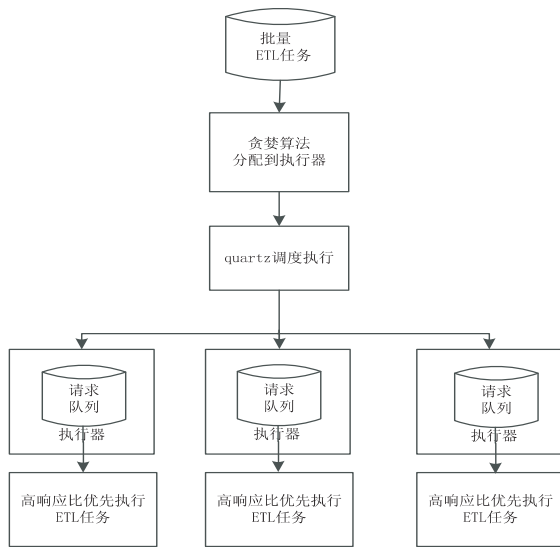 批量
ETL任务
贪婪算法
分配到执行器
quartz调度执行
请求
队列
执行器
请求
队列
执行器
请求
队列
执行器
高响应比优先执行
ETL任务
高响应比优先执行
ETL任务
高响应比优先执行
ETL任务